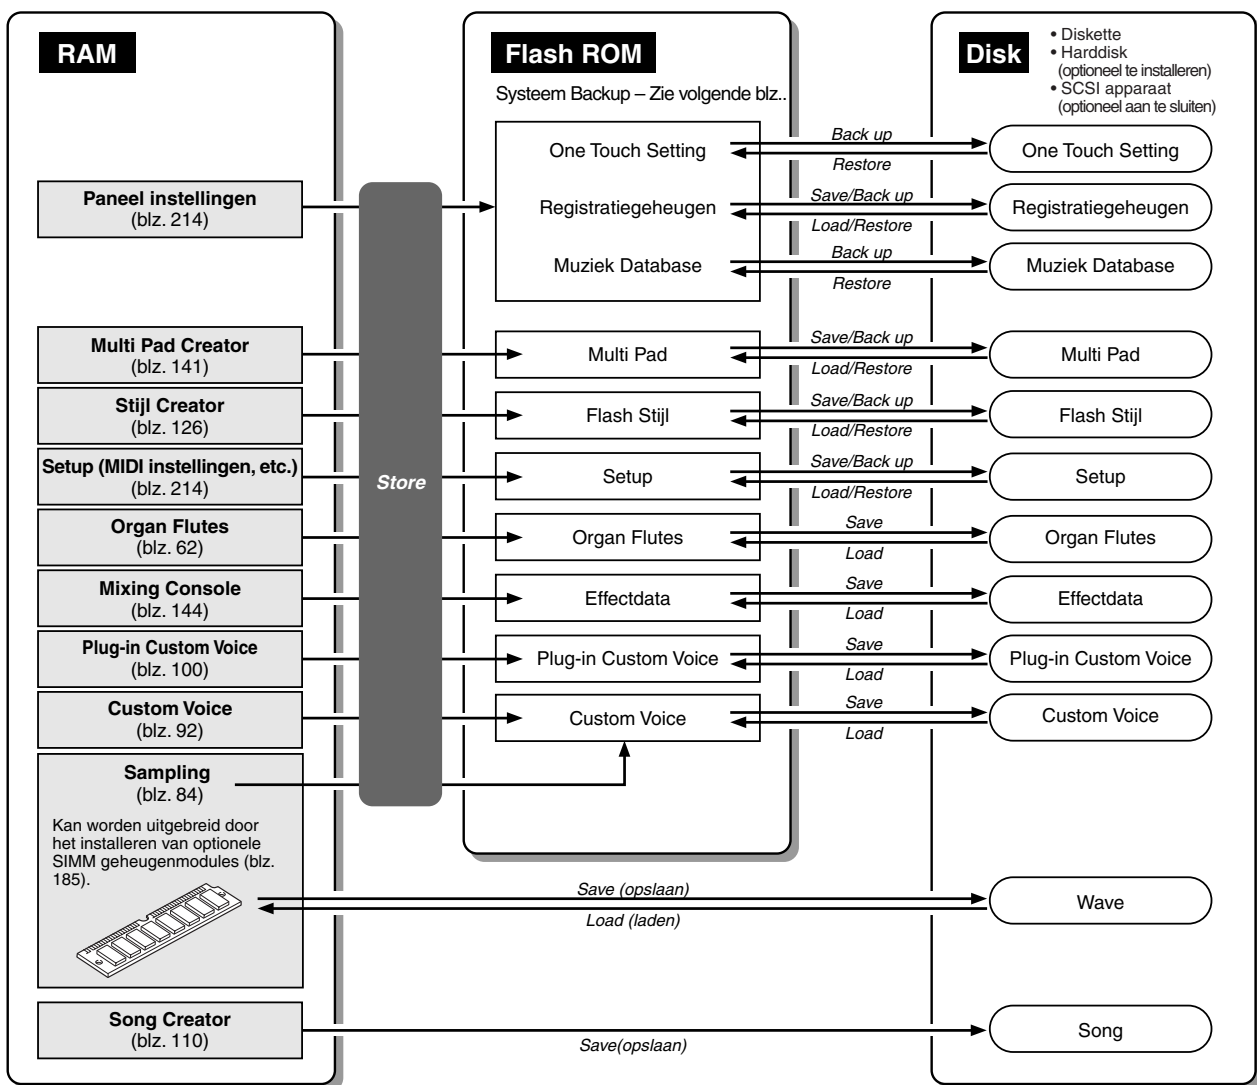 RAM
Paneel instellingen
(blz. 214)
Multi Pad Creator
(blz. 141)
Stijl Creator
(blz. 126)
Setup (MIDI instellingen, etc.)
(blz. 214)
Organ Flutes
(blz. 62)
Mixing Console
(blz. 144)
Plug-in Custom Voice
(blz. 100)
Custom Voice
(blz. 92)
Sampling
(blz. 84)
Kan worden uitgebreid door
het installeren van optionele
SIMM geheugenmodules (blz.
185).
Song Creator
(blz. 110)
Store
Flash ROM
Systeem Backup – Zie volgende blz..
One Touch Setting
Registratiegeheugen
Muziek Database
Multi Pad
Flash Stijl
Setup
Organ Flutes
Effectdata
Plug-in Custom Voice
Custom Voice
Back up
Restore
Save/Back up
Load/Restore
Back up
Restore
Save/Back up
Load/Restore
Save/Back up
Load/Restore
Save/Back up
Load/Restore
Save
Load
Save
Load
Save
Load
Save
Load
Save (opslaan)
Load (laden)
Save(opslaan)
Disk
• Diskette
• Harddisk
(optioneel te installeren)
• SCSI apparaat
(optioneel aan te sluiten)
One Touch Setting
Registratiegeheugen
Muziek Database
Multi Pad
Flash Stijl
Setup
Organ Flutes
Effectdata
Plug-in Custom Voice
Custom Voice
Wave
Song